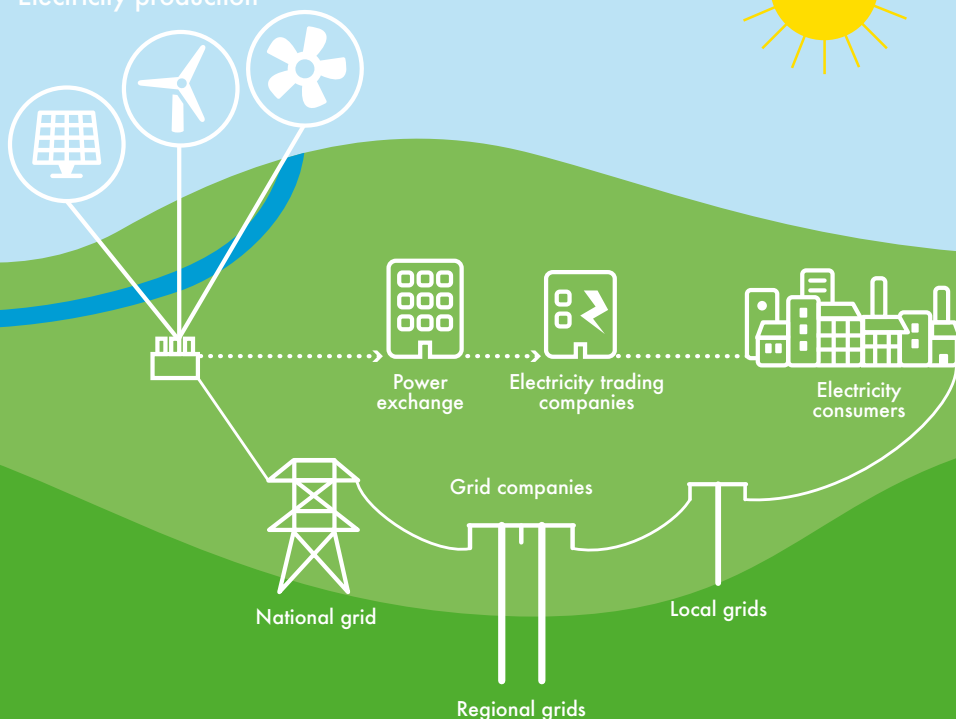 Electricity production
Power
exchange
Electricity trading
companies
Electricity
consumers
Grid companies
National grid
Local grids
Regional grids